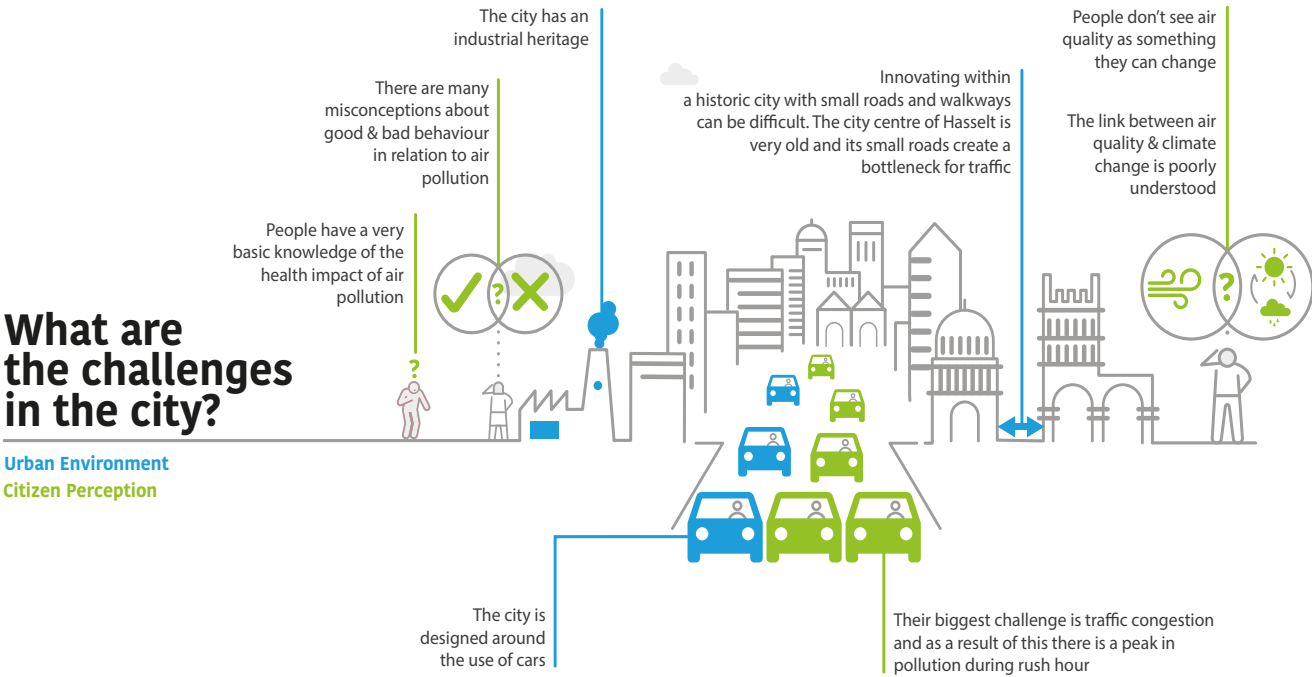 What are
the challenges
in the city?
Urban Environment
Citizen Perception
People have a very
basic knowledge of the
health impact of air
pollution
?
There are many
misconceptions about
good & bad behaviour
in relation to air
pollution
?
The city has an
industrial heritage
Innovating within
a historic city with small roads and walkways
can be difficult. The city centre of Hasselt is
very old and its small roads create a
bottleneck for traffic
People don't see air
quality as something
they can change
The link between air
quality & climate
change is poorly
understood
?
The city is
designed around
the use of cars
Their biggest challenge is traffic congestion
and as a result of this there is a peak in
pollution during rush hour